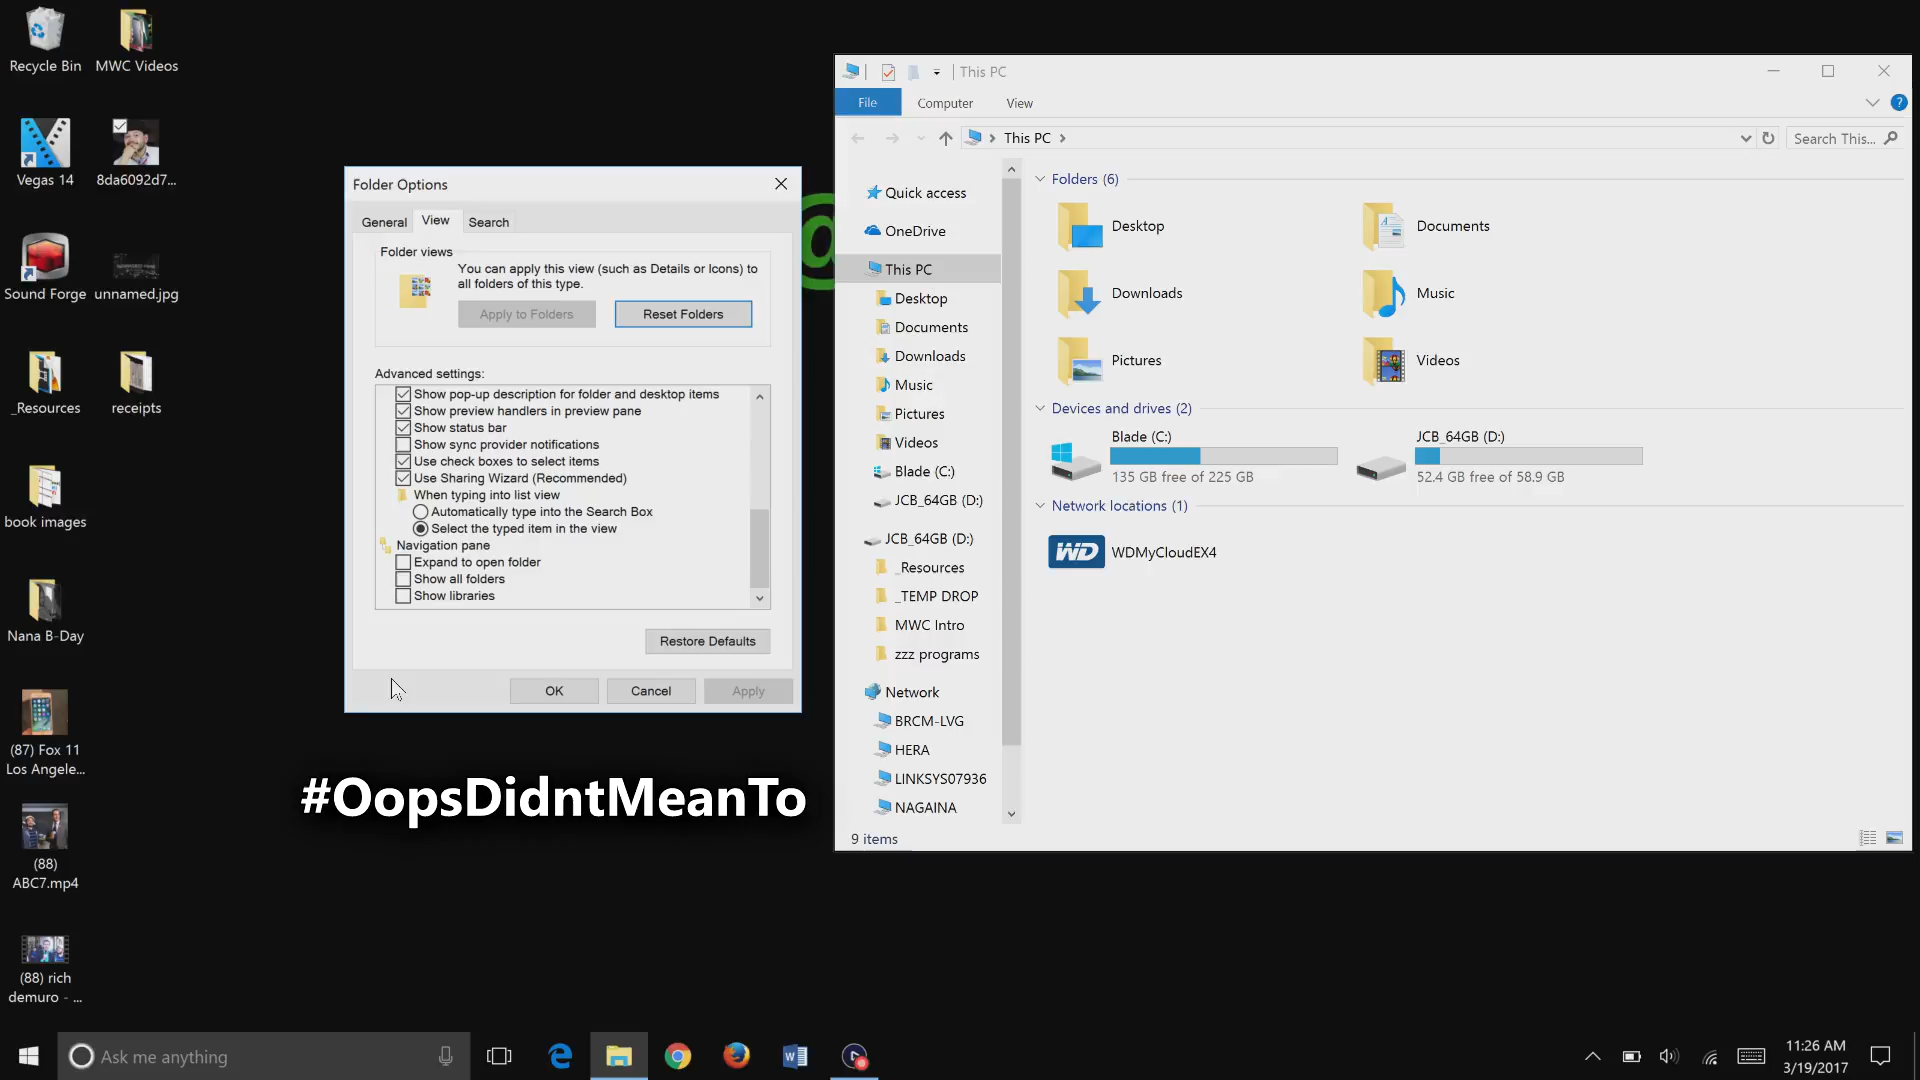 Recycle Bin
MWC Videos
Vegas 14
8da6092d7...
Sound Forge
unnamed.jpg
_Resources
receipts
book images
Nana B-Day
(87) Fox 11
Los Angele...
(88)
ABC7.mp4
(88) rich
demuro - ...
Folder Options
General
View
Search
Folder views
You can apply this view (such as Details or Icons) to
all folders of this type.
Apply to Folders
Reset Folders
Advanced settings:
Show pop-up description for folder and desktop items
Show preview handlers in preview pane
Show status bar
Show sync provider notifications
Use check boxes to select items
Use Sharing Wizard (Recommended)
When typing into list view
Automatically type into the Search Box
Select the typed item in the view
Navigation pane
Expand to open folder
Show all folders
Show libraries
Restore Defaults
OK
Cancel
Apply
@
#OopsDidntMeanTo
This PC
File
Computer
View
?
This PC
Search This...
Quick access
OneDrive
This PC
Desktop
Documents
Downloads
Music
Pictures
Videos
Blade (C:)
JCB_64GB (D:)
JCB_64GB (D:)
_Resources
_TEMP DROP
MWC Intro
zzz programs
Network
BRCM-LVG
HERA
LINKSYS07936
NAGAINA
Folders (6)
Desktop
Documents
Downloads
Music
Pictures
Videos
Devices and drives (2)
Blade (C:)
135 GB free of 225 GB
JCB_64GB (D:)
52.4 GB free of 58.9 GB
Network locations (1)
WD
WDMyCloudEX4
9 items
Ask me anything
11:26 AM
3/19/2017